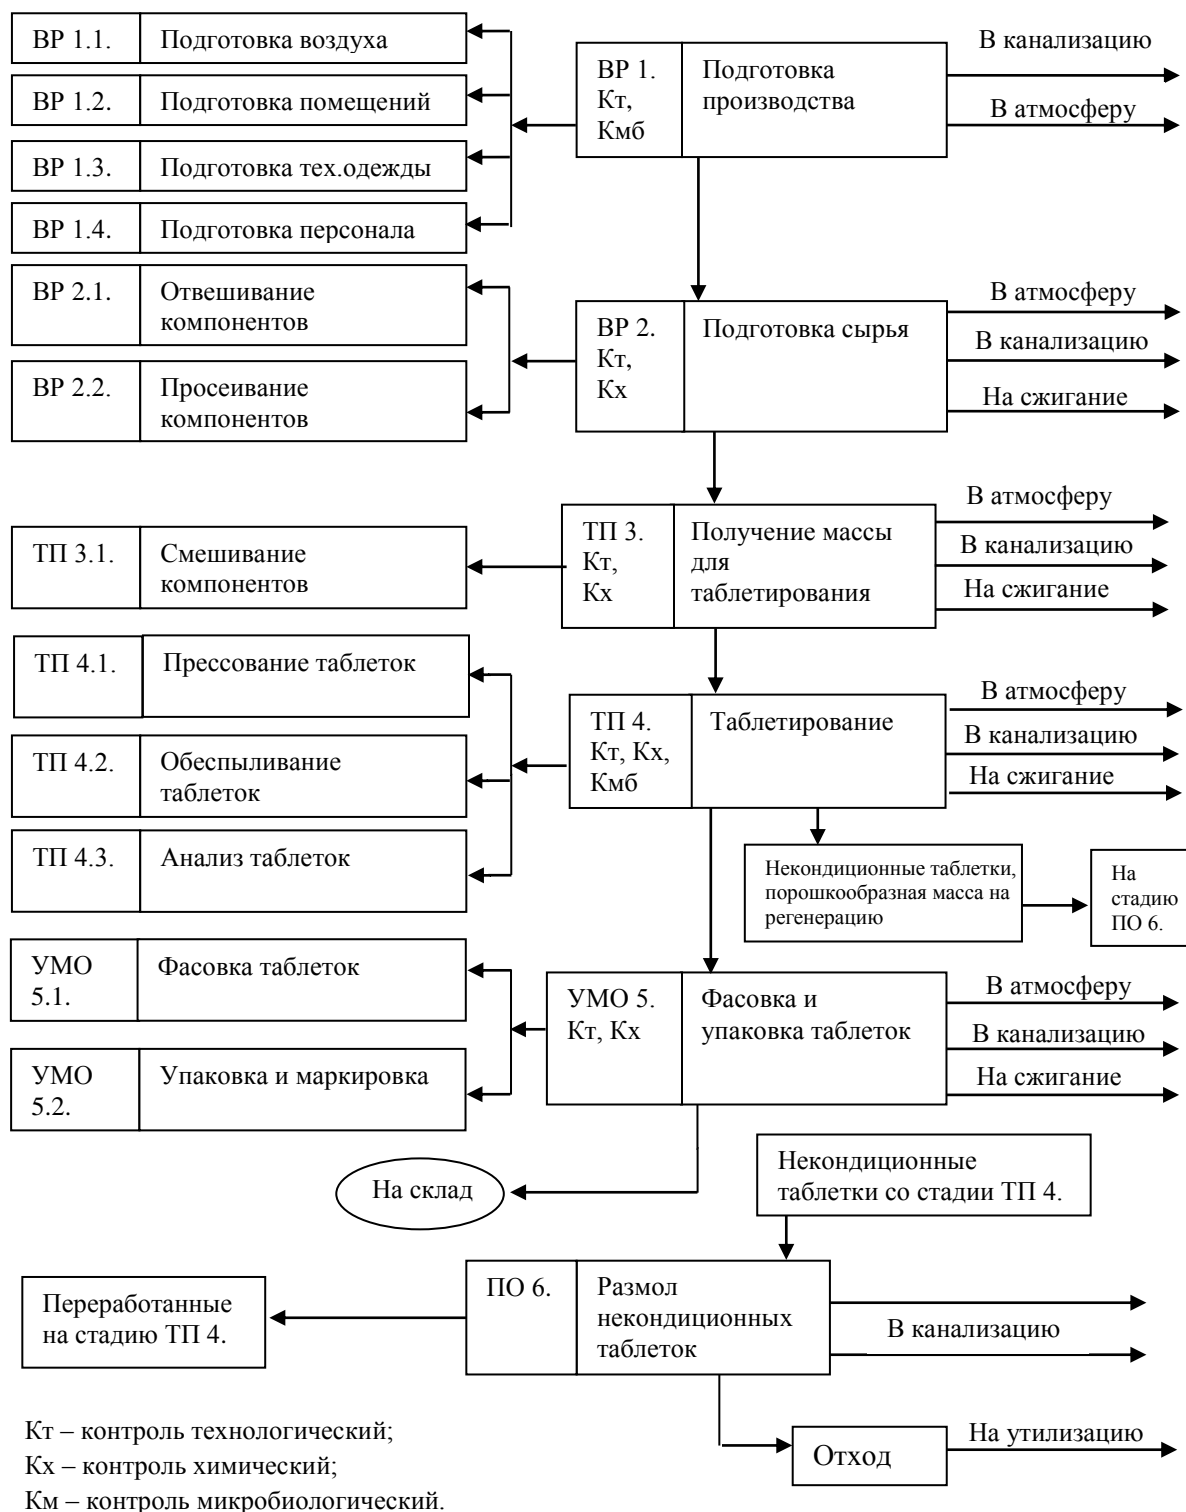 ВР 1.1.
Подготовка воздуха
ВР 1.2.
Подготовка помещений
ВР 1.3.
Подготовка тех.одежды
ВР 1.4.
Подготовка персонала
ВР 1.
Кт,
Кмб
Подготовка
производства
В канализацию
В атмосферу
ВР 2.1.
Отвешивание
компонентов
ВР 2.2.
Просеивание
компонентов
ВР 2.
Кт,
Кх
Подготовка сырья
В атмосферу
В канализацию
На сжигание
ТП 3.1.
Смешивание
компонентов
ТП 3.
Кт,
Кх
Получение массы
для
таблетирования
В атмосферу
В канализацию
На сжигание
ТП 4.1.
Прессование таблеток
ТП 4.2.
Обеспыливание
таблеток
ТП 4.3.
Анализ таблеток
ТП 4.
Кт, Кх,
Кмб
Таблетирование
В атмосферу
В канализацию
На сжигание
Некондиционные таблетки,
порошкообразная масса на
регенерацию
На
стадию
ПО 6.
УМО
5.1.
Фасовка таблеток
УМО
5.2.
Упаковка и маркировка
УМО 5.
Кт, Кх
Фасовка и
упаковка таблеток
В атмосферу
В канализацию
На сжигание
На склад
Некондиционные
таблетки со стадии ТП 4.
Переработанные
на стадию ТП 4.
ПО 6.
Размол
некондиционных
таблеток
В канализацию
Отход
На утилизацию
Кт – контроль технологический;
Кх – контроль химический;
Км – контроль микробиологический.